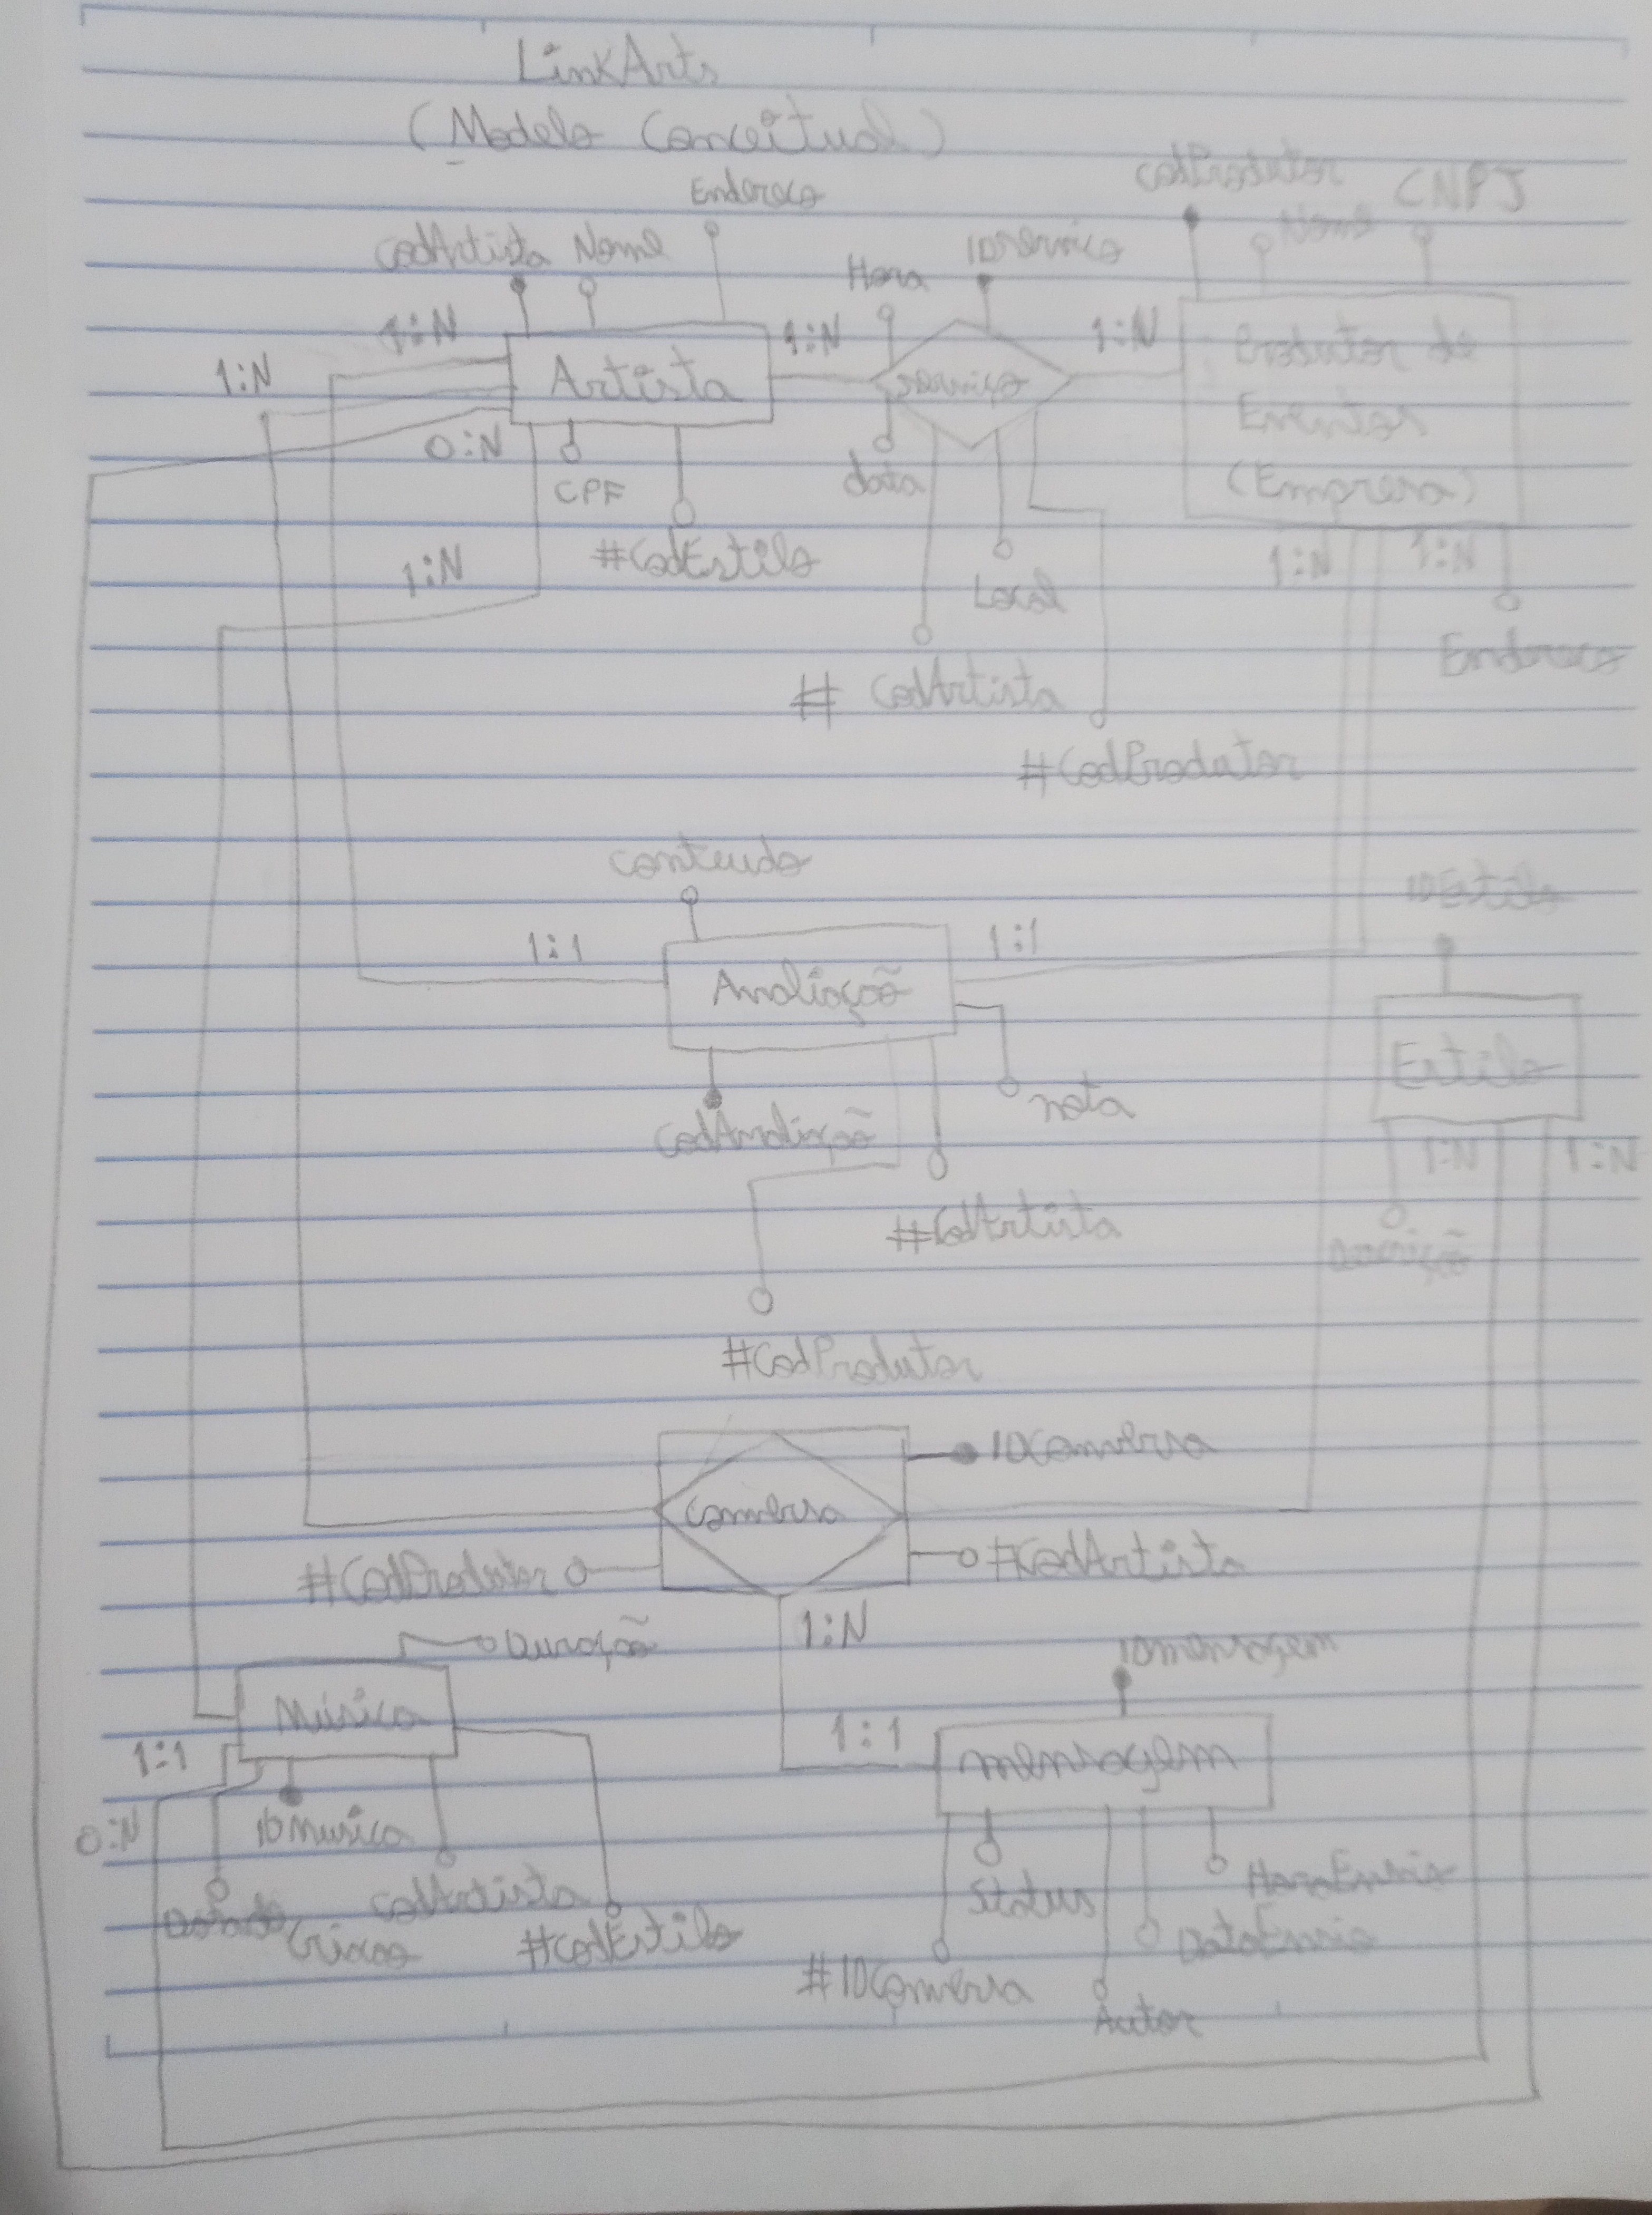 LinkArts
(Modelo Conceitual)
Endereço
codProdutor
CNPJ
Nome
codArtista Nome
Hora
IDserviço
1:N
1:N
1:N
1:N
Artista
serviço
Produtor de
Eventos
(Empresa)
0:N
CPF
data
#CodEstilo
1:N
Local
1:N
1:N
Endereço
# CodArtista
#CodProdutor
conteudo
IDEstilo
1:1
1:1
Avaliação
Estilo
nota
codAvaliação
1:N
1:N
#CodArtista
Descrição
#CodProdutor
IDConversa
Conversa
#CodProdutor
#CodArtista
1:N
Duração
IDmensagem
Música
1:1
1:1
mensagem
0:N
IDMusica
codArtista
Status
HoraEnvio
#codEstilo
DataEnvio
#IDConversa
Autor